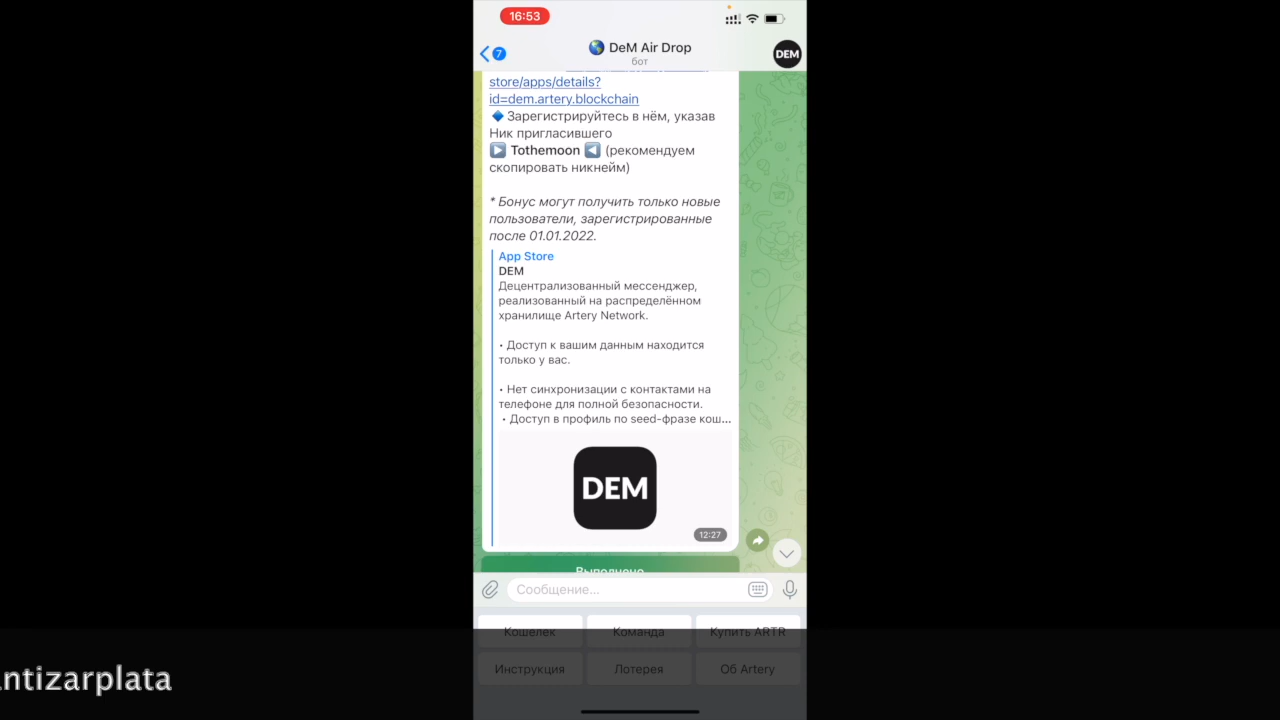 16:53
7
DeM Air Drop
бот
DEM
store/apps/details?
id=dem.artery.blockchain
Зарегистрируйтесь в нём, указав
Ник пригласившего
Tothemoon (рекомендуем
скопировать никнейм)
* Бонус могут получить только новые
пользователи, зарегистрированные
после 01.01.2022.
App Store
DEM
Децентрализованный мессенджер,
реализованный на распределённом
хранилище Artery Network.
• Доступ к вашим данным находится
только у вас.
• Нет синхронизации с контактами на
телефоне для полной безопасности.
• Доступ в профиль по seed-фразе кош...
DEM
12:27
Выполнено
Сообщение...
Кошелек
Команда
Купить ARTR
Инструкция
Лотерея
Об Artery
ntizarplata